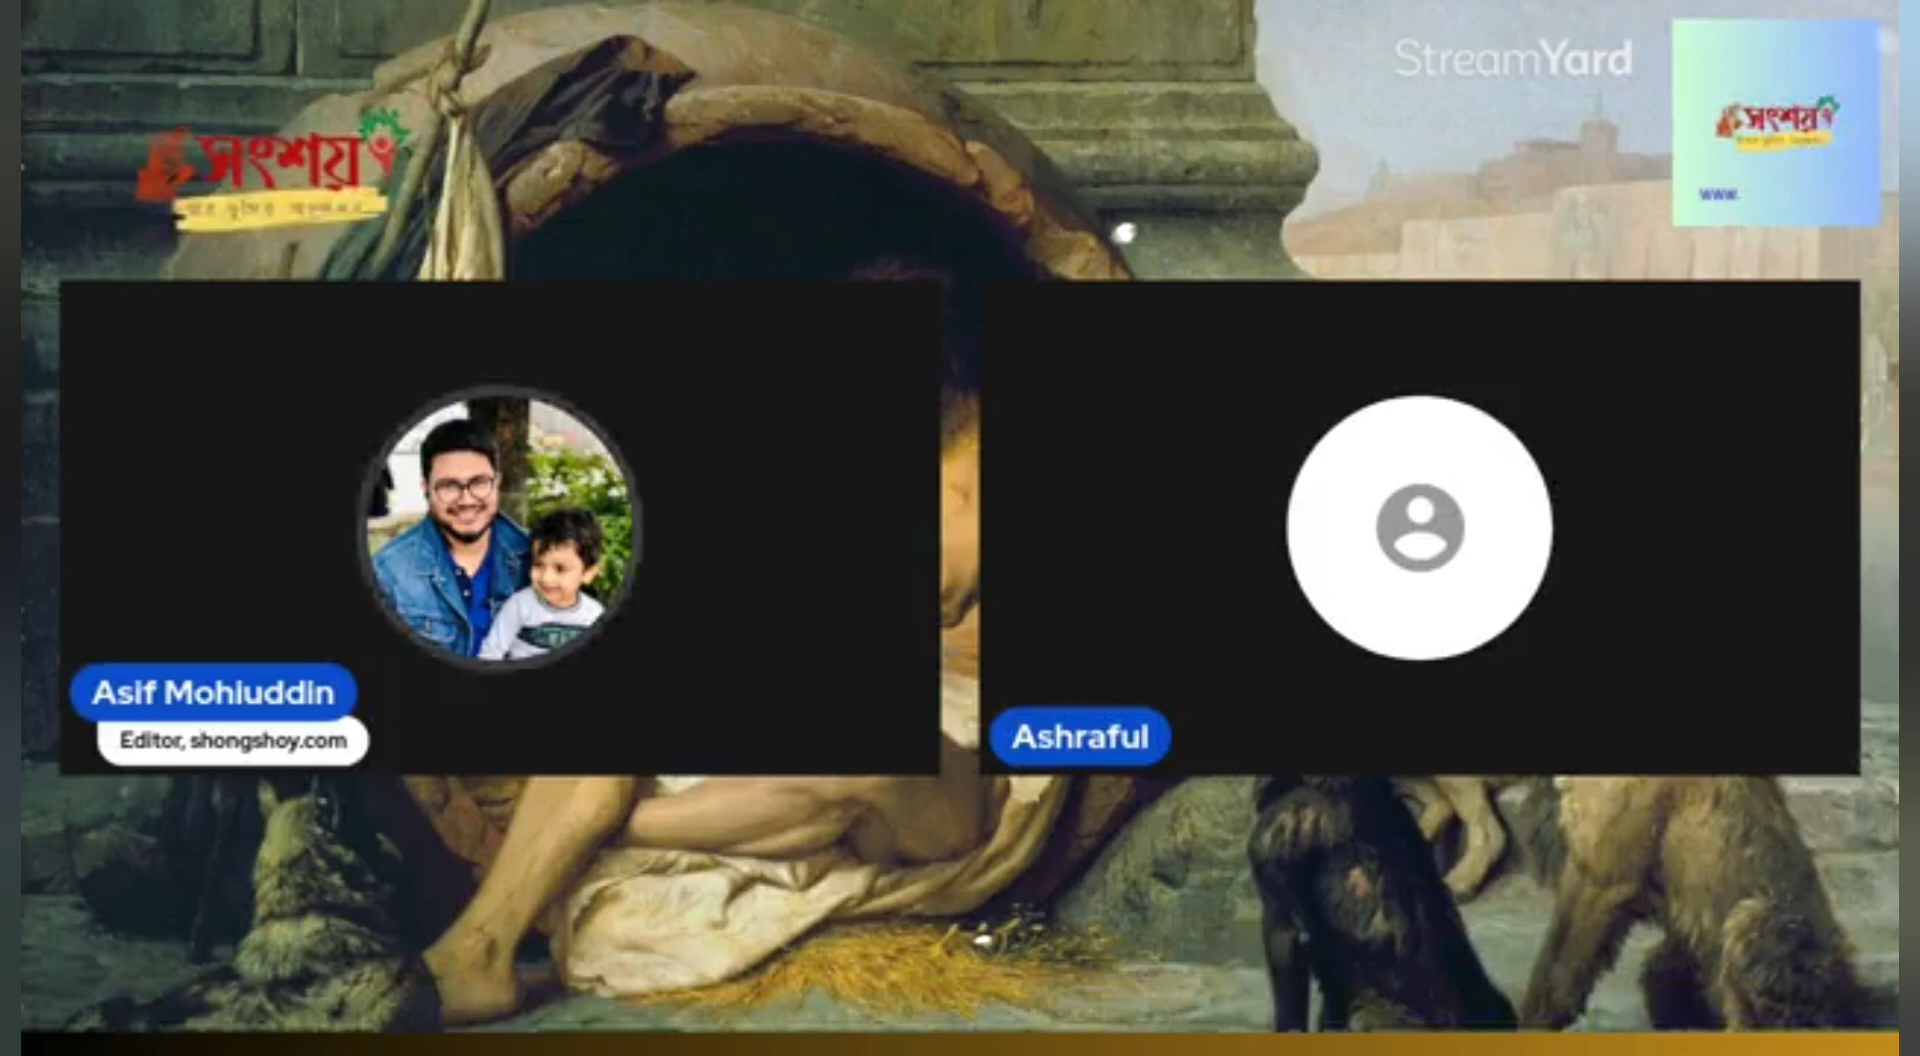 StreamYard
সংশয়
সংশয়
www.
Asif Mohiuddin
Editor, shongshoy.com
Ashraful